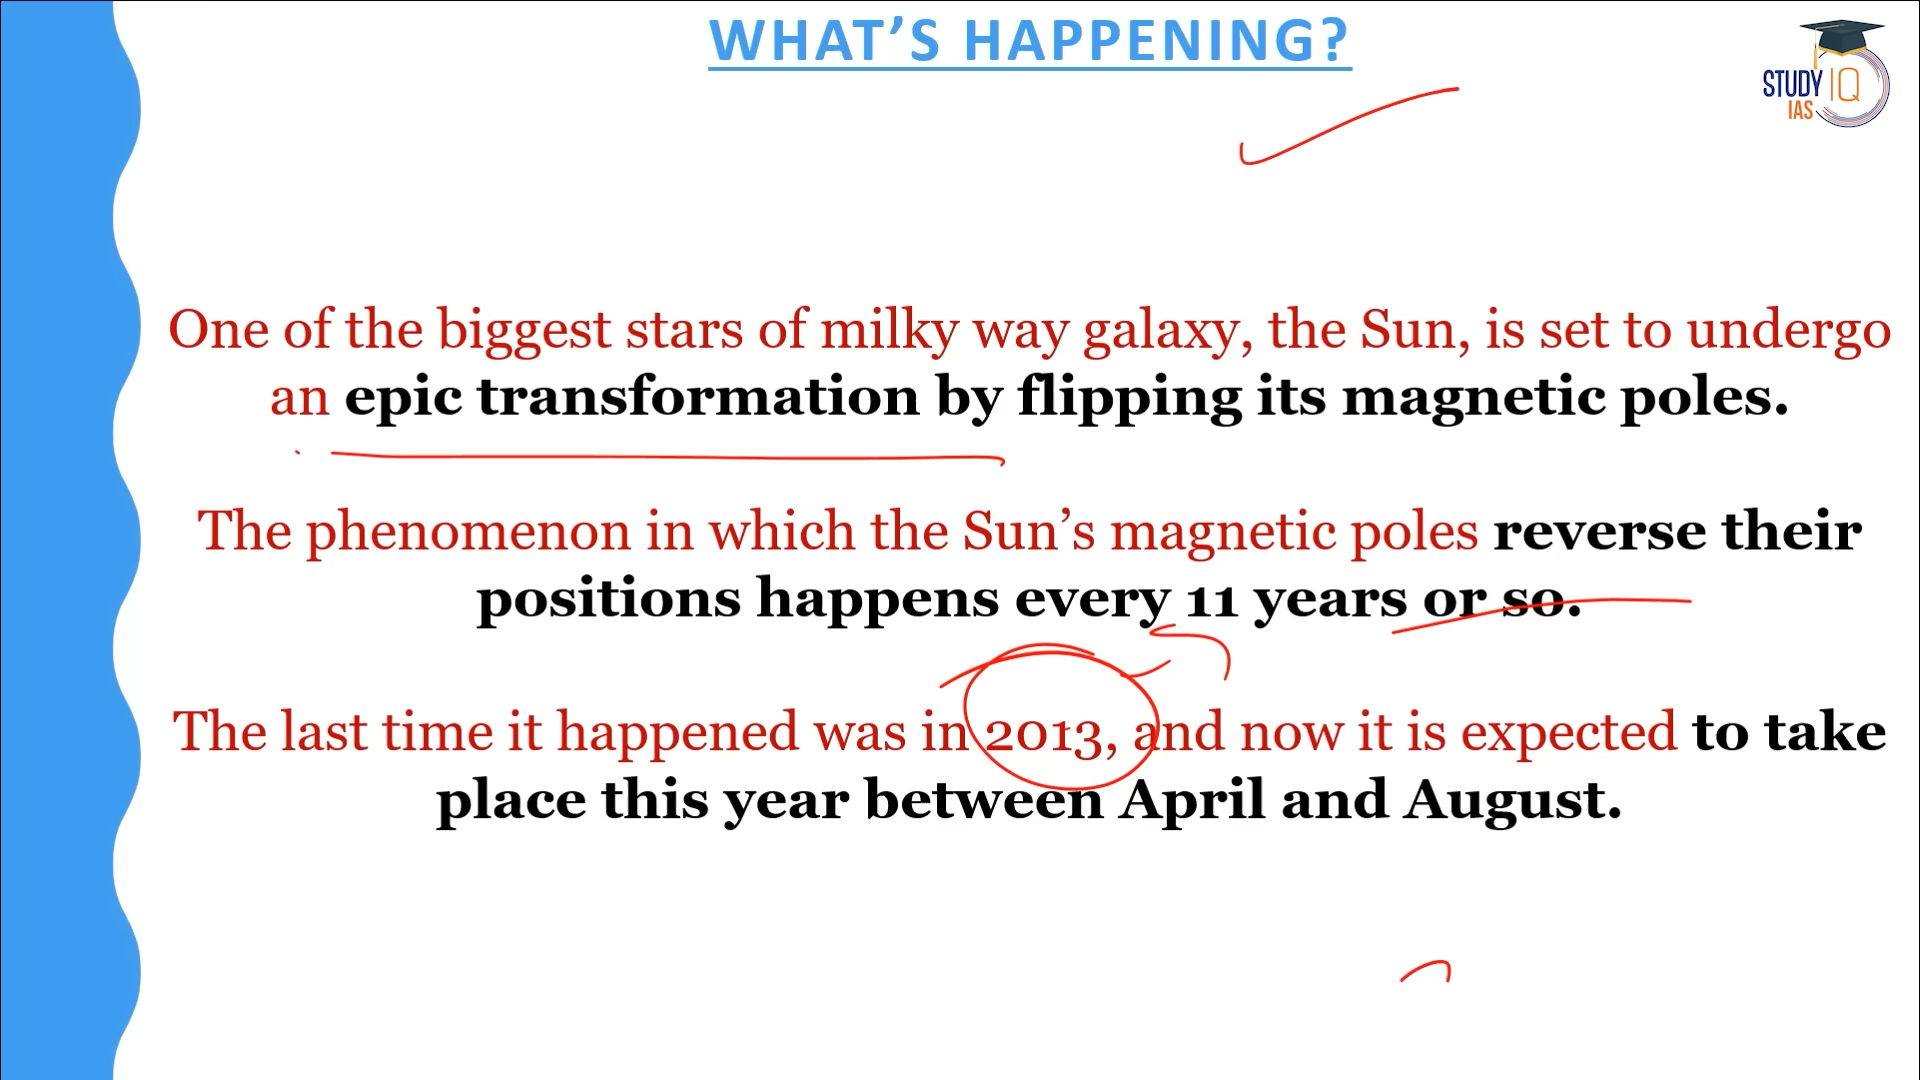 WHAT’S HAPPENING?
STUDY IQ
IAS
One of the biggest stars of milky way galaxy, the Sun, is set to undergo
an epic transformation by flipping its magnetic poles.
The phenomenon in which the Sun’s magnetic poles reverse their
positions happens every 11 years or so.
The last time it happened was in 2013, and now it is expected to take
place this year between April and August.